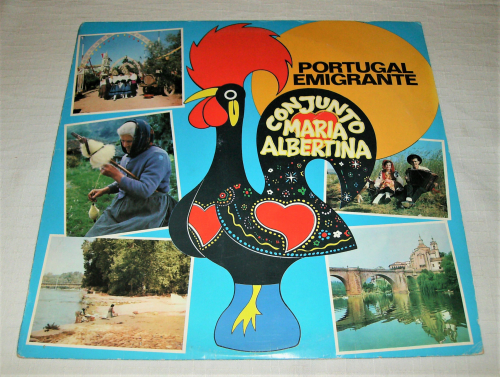 PORTUGAL
EMIGRANTE
CONJUNTO
MARIA
ALBERTINA